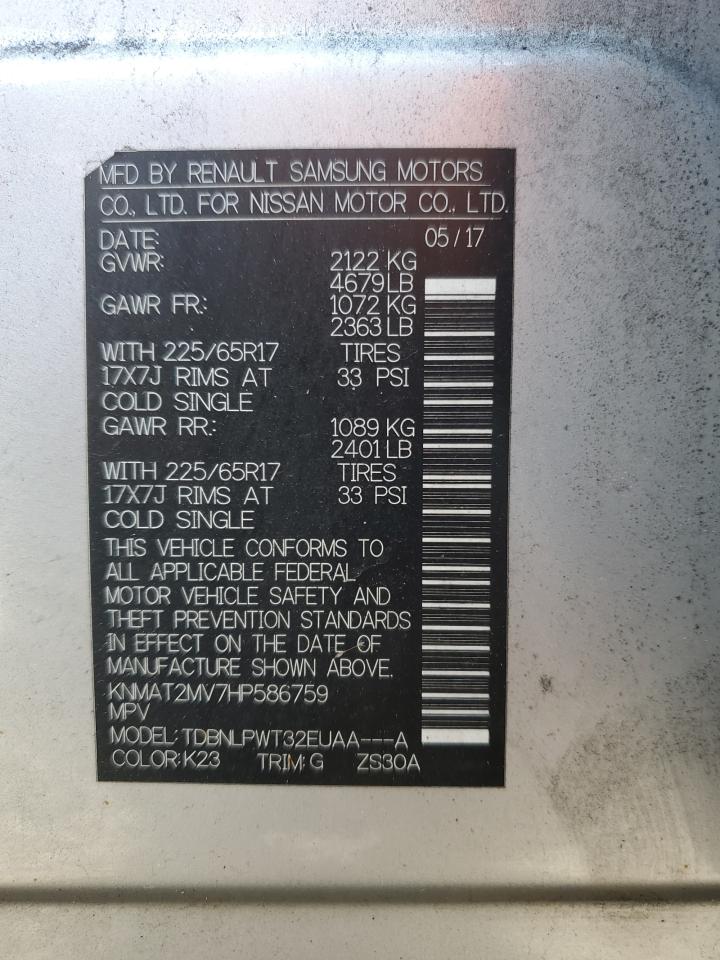 MFD BY RENAULT SAMSUNG MOTORS
CO., LTD. FOR NISSAN MOTOR CO., LTD.
DATE: 05/17
GVWR: 2122 KG
4679 LB
GAWR FR: 1072 KG
2363 LB
WITH 225/65R17 TIRES
17X7J RIMS AT 33 PSI
COLD SINGLE
GAWR RR: 1089 KG
2401 LB
WITH 225/65R17 TIRES
17X7J RIMS AT 33 PSI
COLD SINGLE
THIS VEHICLE CONFORMS TO
ALL APPLICABLE FEDERAL
MOTOR VEHICLE SAFETY AND
THEFT PREVENTION STANDARDS
IN EFFECT ON THE DATE OF
MANUFACTURE SHOWN ABOVE.
KNMAT2MV7HP586759
MPV
MODEL: TDBNLPWT32EUAA---A
COLOR: K23 TRIM: G ZS30A